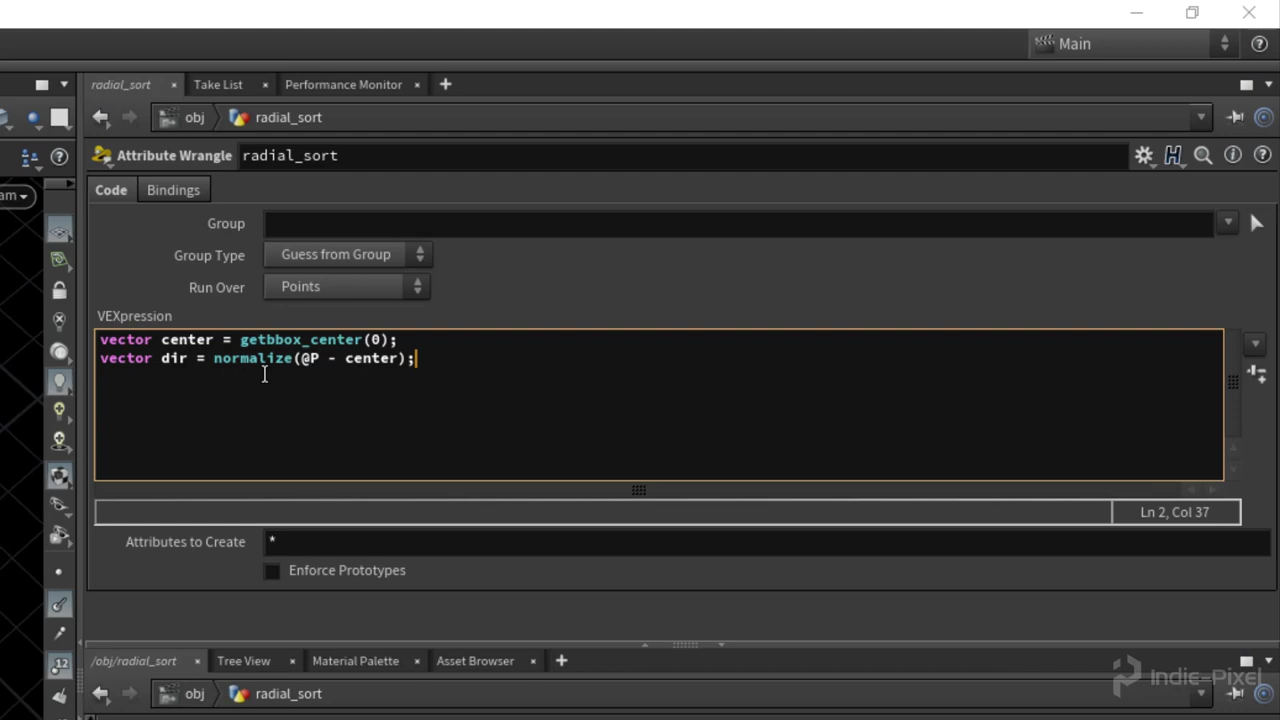 Main
radial_sort × Take List × Performance Monitor × +
obj radial_sort
Attribute Wrangle radial_sort
am
Code Bindings
Group
Group Type Guess from Group
Run Over Points
VEXpression
vector center = getbbox_center(0);
vector dir = normalize(@P - center);
Ln 2, Col 37
Attributes to Create *
Enforce Prototypes
12
/obj/radial_sort × Tree View × Material Palette × Asset Browser × +
obj radial_sort
Indie-Pixel